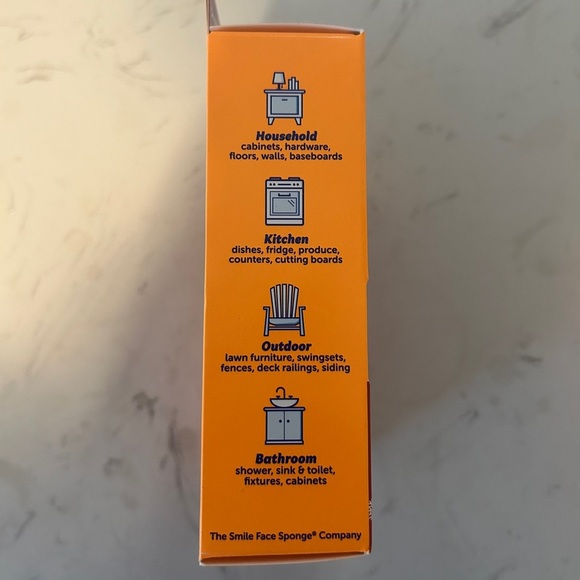 Household
cabinets, hardware,
floors, walls, baseboards
Kitchen
dishes, fridge, produce,
counters, cutting boards
Outdoor
lawn furniture, swingsets,
fences, deck railings, siding
Bathroom
shower, sink & toilet,
fixtures, cabinets
The Smile Face Sponge® Company